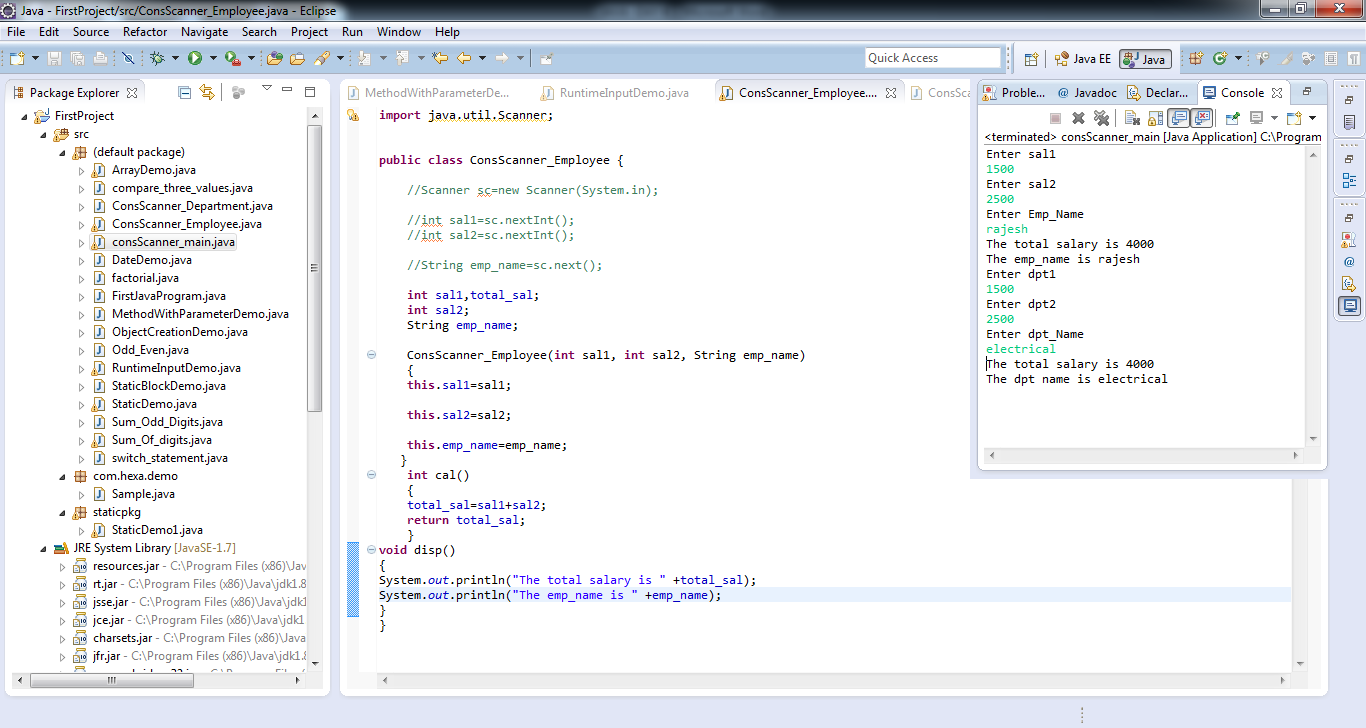 Java - FirstProject/src/ConsScanner_Employee.java - Eclipse
File Edit Source Refactor Navigate Search Project Run Window Help
Quick Access
Java EE
Java
Package Explorer
FirstProject
src
(default package)
ArrayDemo.java
compare_three_values.java
ConsScanner_Department.java
ConsScanner_Employee.java
consScanner_main.java
DateDemo.java
factorial.java
FirstJavaProgram.java
MethodWithParameterDemo.java
ObjectCreationDemo.java
Odd_Even.java
RuntimeInputDemo.java
StaticBlockDemo.java
StaticDemo.java
Sum_Odd_Digits.java
Sum_Of_digits.java
switch_statement.java
com.hexa.demo
Sample.java
staticpkg
StaticDemo1.java
JRE System Library [JavaSE-1.7]
resources.jar - C:\Program Files (x86)\Jav
rt.jar - C:\Program Files (x86)\Java\jdk1.8
jsse.jar - C:\Program Files (x86)\Java\jdk1
jce.jar - C:\Program Files (x86)\Java\jdk1
charsets.jar - C:\Program Files (x86)\Java
jfr.jar - C:\Program Files (x86)\Java\jdk1.8
MethodWithParameterDe...
RuntimeInputDemo.java
ConsScanner_Employee....
ConsSca
import java.util.Scanner;
public class ConsScanner_Employee {
//Scanner sc=new Scanner(System.in);
//int sal1=sc.nextInt();
//int sal2=sc.nextInt();
//String emp_name=sc.next();
int sal1,total_sal;
int sal2;
String emp_name;
ConsScanner_Employee(int sal1, int sal2, String emp_name)
{
this.sal1=sal1;
this.sal2=sal2;
this.emp_name=emp_name;
}
int cal()
{
total_sal=sal1+sal2;
return total_sal;
}
void disp()
{
System.out.println("The total salary is " +total_sal);
System.out.println("The emp_name is " +emp_name);
}
}
Proble...
@ Javadoc
Declar...
Console
<terminated> consScanner_main [Java Application] C:\Program
Enter sal1
1500
Enter sal2
2500
Enter Emp_Name
rajesh
The total salary is 4000
The emp_name is rajesh
Enter dpt1
1500
Enter dpt2
2500
Enter dpt_Name
electrical
The total salary is 4000
The dpt name is electrical